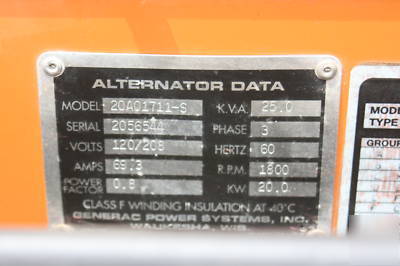 ALTERNATOR DATA
MODEL 20A01711-S K.V.A. 25.0
SERIAL 2056544 PHASE 3
VOLTS 120/208 HERTZ 60
AMPS 69.3 R.P.M. 1800
POWER FACTOR 0.8 KW 20.0
CLASS F WINDING INSULATION AT 40°C
GENERAC POWER SYSTEMS, INC.
WAUKESHA, WIS.
MODE
TYPE
GROUP